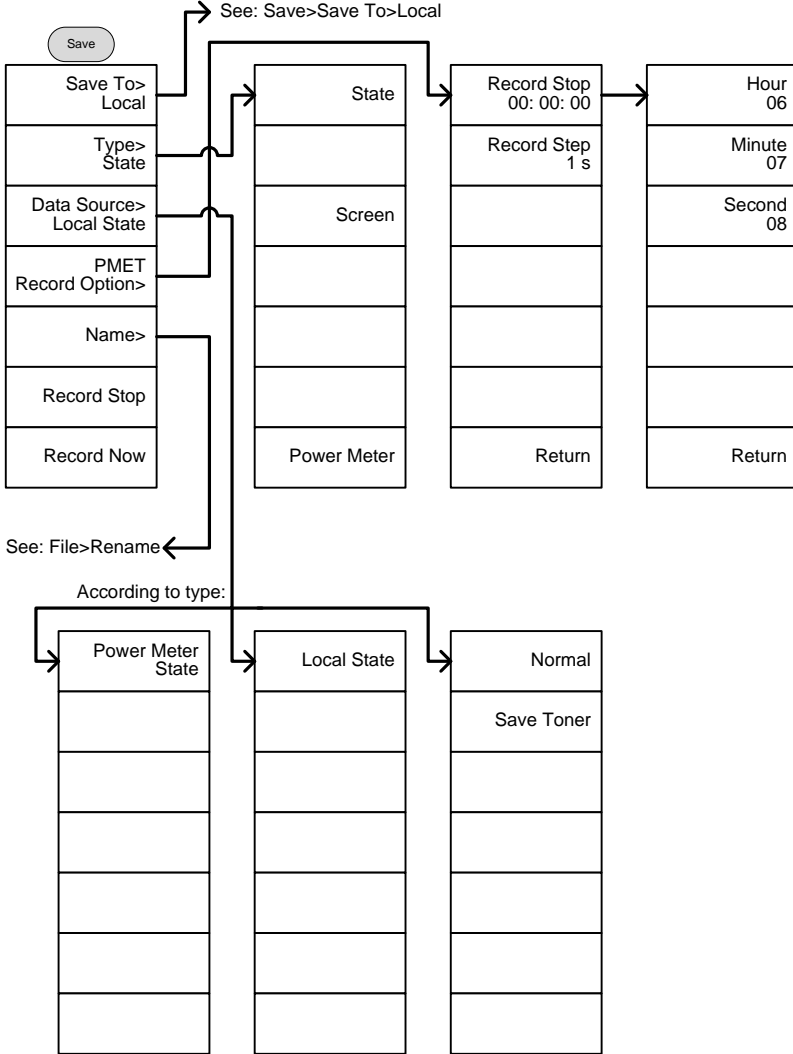 See: Save>Save To>Local
Save
Save To>
Local
Type>
State
Data Source>
Local State
PMET
Record Option>
Name>
Record Stop
Record Now
State
Screen
Power Meter
Record Stop
00: 00: 00
Record Step
1 s
Return
Hour
06
Minute
07
Second
08
Return
See: File>Rename
According to type:
Power Meter
State
Local State
Normal
Save Toner